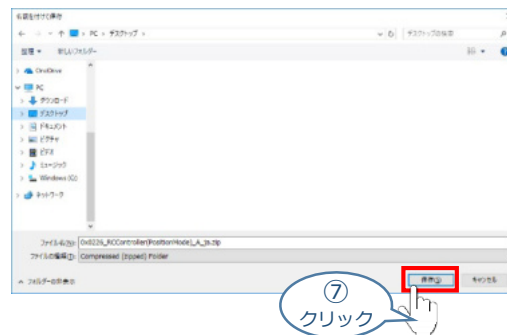 名前を付けて保存
PC > デスクトップ >
デスクトップの検索
整理 新しいフォルダー
OneDrive
PC
ダウンロード
デスクトップ
ドキュメント
ピクチャ
ビデオ
ミュージック
Windows (C:)
ネットワーク
ファイル名(N): 0x0226_RCController(PositionMode)_A_ja.zip
ファイルの種類(T): Compressed (zipped) Folder
フォルダーの非表示
保存(S)
キャンセル
⑦
クリック